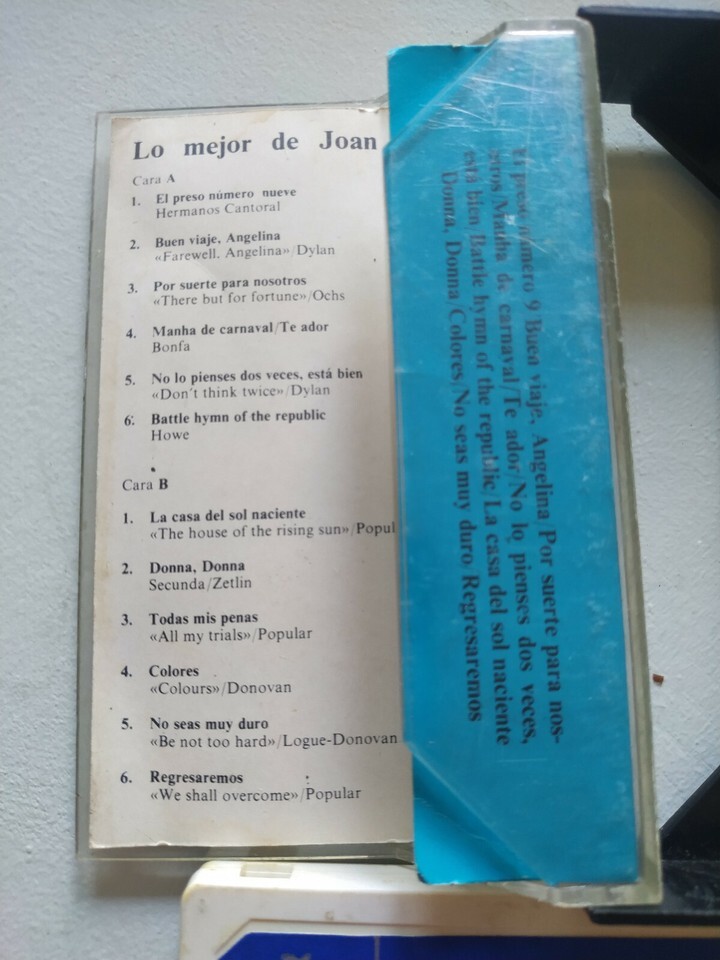 Lo mejor de Joan
Cara A
1. El preso número nueve
Hermanos Cantoral
2. Buen viaje, Angelina
«Farewell, Angelina»/Dylan
3. Por suerte para nosotros
«There but for fortune»/Ochs
4. Manha de carnaval/Te ador
Bonfa
5. No lo pienses dos veces, está bien
«Don't think twice»/Dylan
6. Battle hymn of the republic
Howe
Cara B
1. La casa del sol naciente
«The house of the rising sun»/Popul
2. Donna, Donna
Secunda/Zetlin
3. Todas mis penas
«All my trials»/Popular
4. Colores
«Colours»/Donovan
5. No seas muy duro
«Be not too hard»/Logue-Donovan
6. Regresaremos
«We shall overcome»/Popular
El preso número 9/Buen viaje, Angelina/Por suerte para nos-
otros/Manha de carnaval/Te ador/No lo pienses dos veces,
está bien/Battle hymn of the republic/La casa del sol naciente
Donna, Donna/Colores/No seas muy duro/Regresaremos